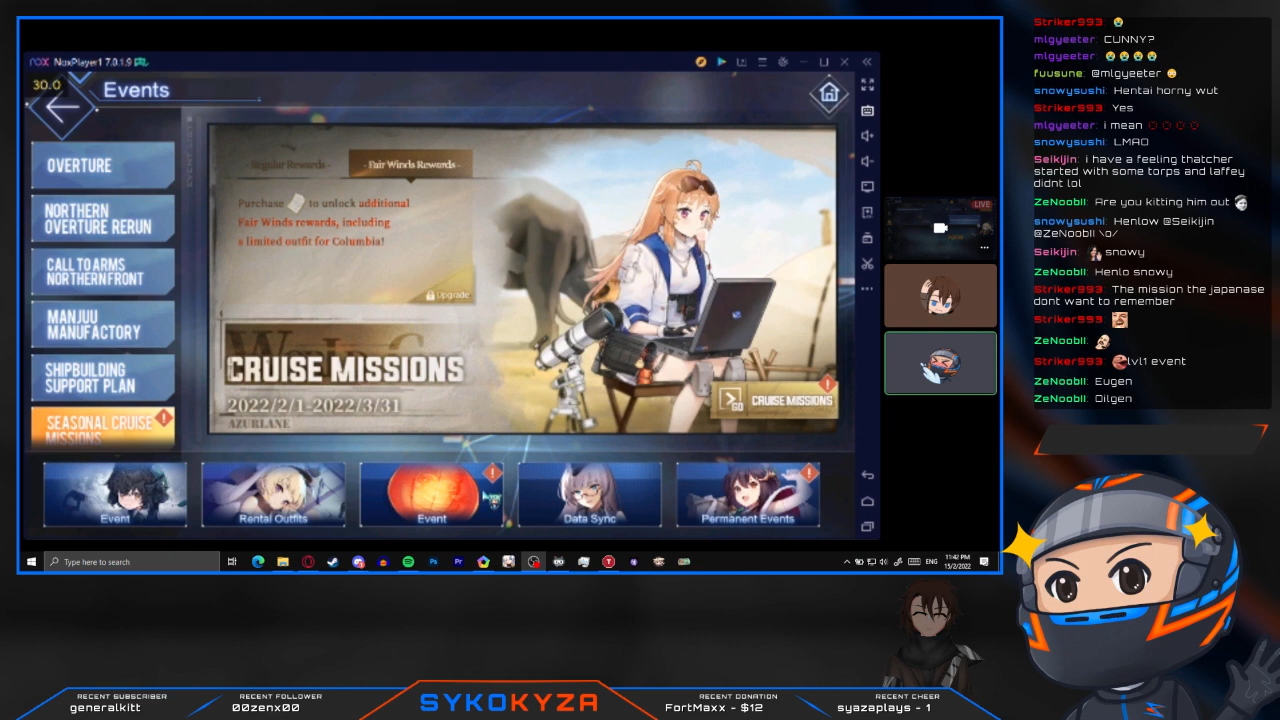 nox NoxPlayer1 7.0.1.9
30.0
Events
OVERTURE
NORTHERN
OVERTURE RERUN
CALL TO ARMS
NORTHERN FRONT
MANJUU
MANUFACTORY
SHIPBUILDING
SUPPORT PLAN
SEASONAL CRUISE
MISSIONS
- Regular Rewards -
- Fair Winds Rewards -
Purchase to unlock additional
Fair Winds rewards, including
a limited outfit for Columbia!
Upgrade
CRUISE MISSIONS
2022/2/1-2022/3/31
AZURLANE
GO CRUISE MISSIONS
Event
Rental Outfits
Event
Data Sync
Permanent Events
LIVE
Type here to search
ENG
11:42 PM
15/2/2022
Striker993:
mlgyeeter: CUNNY?
mlgyeeter:
fuusune: @mlgyeeter
snowysushi: Hentai horny wut
Striker993: Yes
mlgyeeter: i mean
snowysushi: LMAO
Seikijin: i have a feeling thatcher
started with some torps and laffey
didnt lol
ZeNoobII: Are you kitting him out
snowysushi: Henlow @Seikijin
@ZeNoobII \o/
Seikijin: snowy
ZeNoobII: Henlo snowy
Striker993: The mission the japanase
dont want to remember
Striker993:
ZeNoobII:
Striker993: lvl1 event
ZeNoobII: Eugen
ZeNoobII: Oilgen
RECENT SUBSCRIBER
generalkitt
RECENT FOLLOWER
00zenx00
SYKOKYZA
RECENT DONATION
FortMaxx - $12
RECENT CHEER
syazaplays - 1